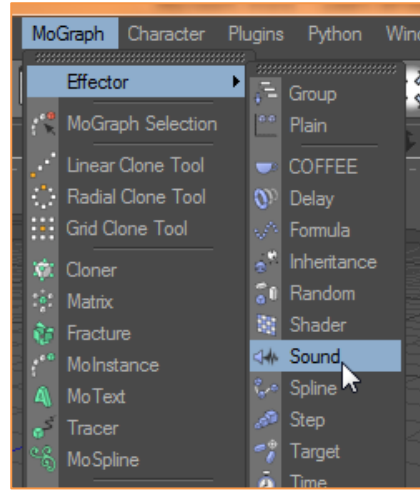 MoGraph Character Plugins Python Wind
Effector
MoGraph Selection
Linear Clone Tool
Radial Clone Tool
Grid Clone Tool
Cloner
Matrix
Fracture
MoInstance
MoText
Tracer
MoSpline
Group
Plain
COFFEE
Delay
Formula
Inheritance
Random
Shader
Sound
Spline
Step
Target
Time